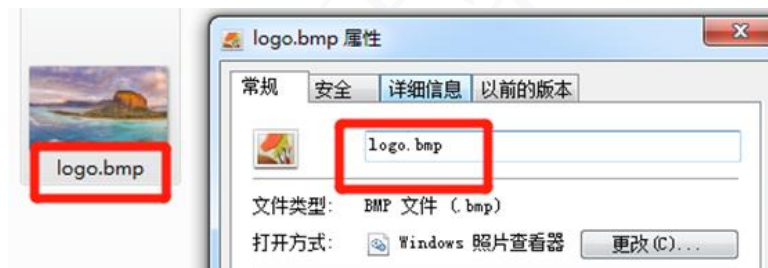 logo.bmp 属性
常规 安全 详细信息 以前的版本
logo.bmp
logo.bmp
文件类型: BMP 文件 (.bmp)
打开方式: Windows 照片查看器 更改(C)...